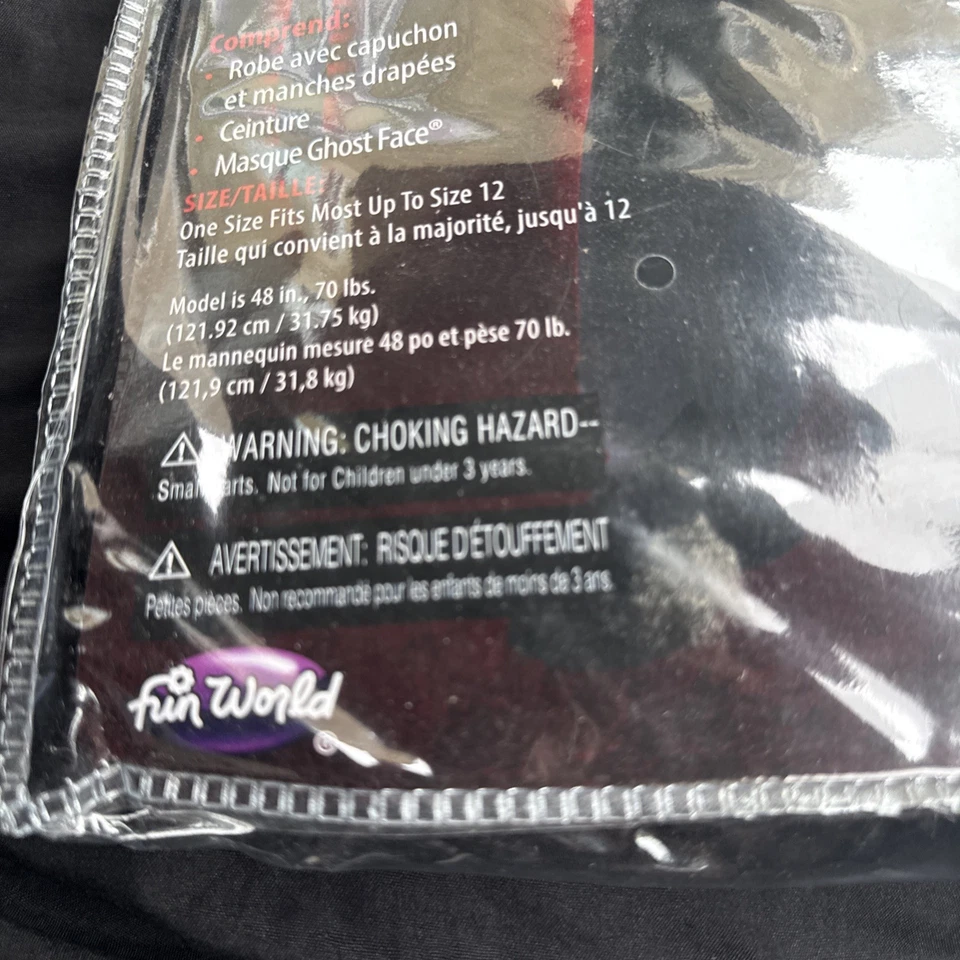 Comprend:
• Robe avec capuchon
et manches drapées
• Ceinture
• Masque Ghost Face®
SIZE/TAILLE:
One Size Fits Most Up To Size 12
Taille qui convient à la majorité, jusqu'à 12
Model is 48 in., 70 lbs.
(121.92 cm / 31.75 kg)
Le mannequin mesure 48 po et pèse 70 lb.
(121,9 cm / 31,8 kg)
WARNING: CHOKING HAZARD--
Small Parts. Not for Children under 3 years.
AVERTISSEMENT: RISQUE DÉTOUFFEMENT
Petites pièces. Non recommandé pour les enfants de moins de 3 ans.
fun World®